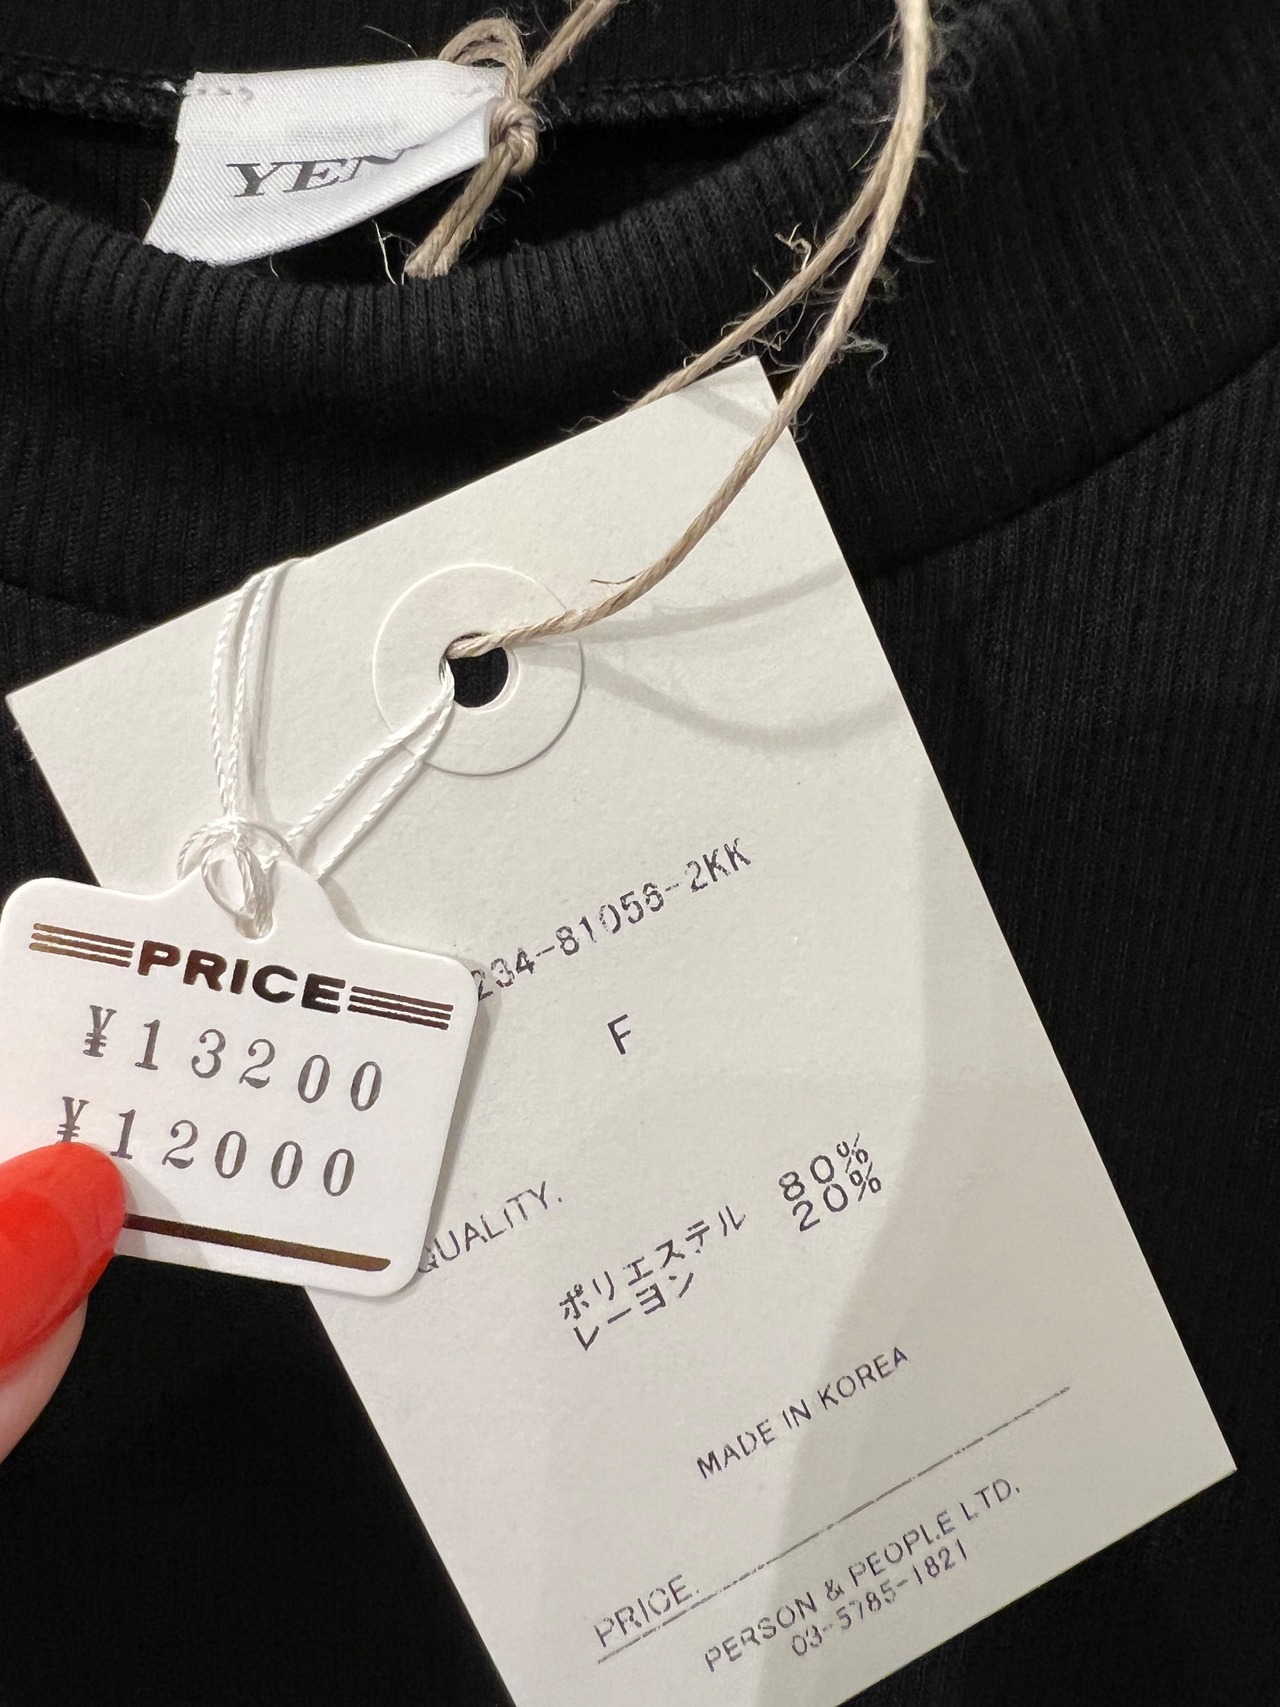 YEN
234-81056-2KK
F
PRICE
¥13200
¥12000
QUALITY.
ポリエステル 80%
レーヨン 20%
MADE IN KOREA
PRICE.
PERSON & PEOPLE LTD.
03-5785-1821